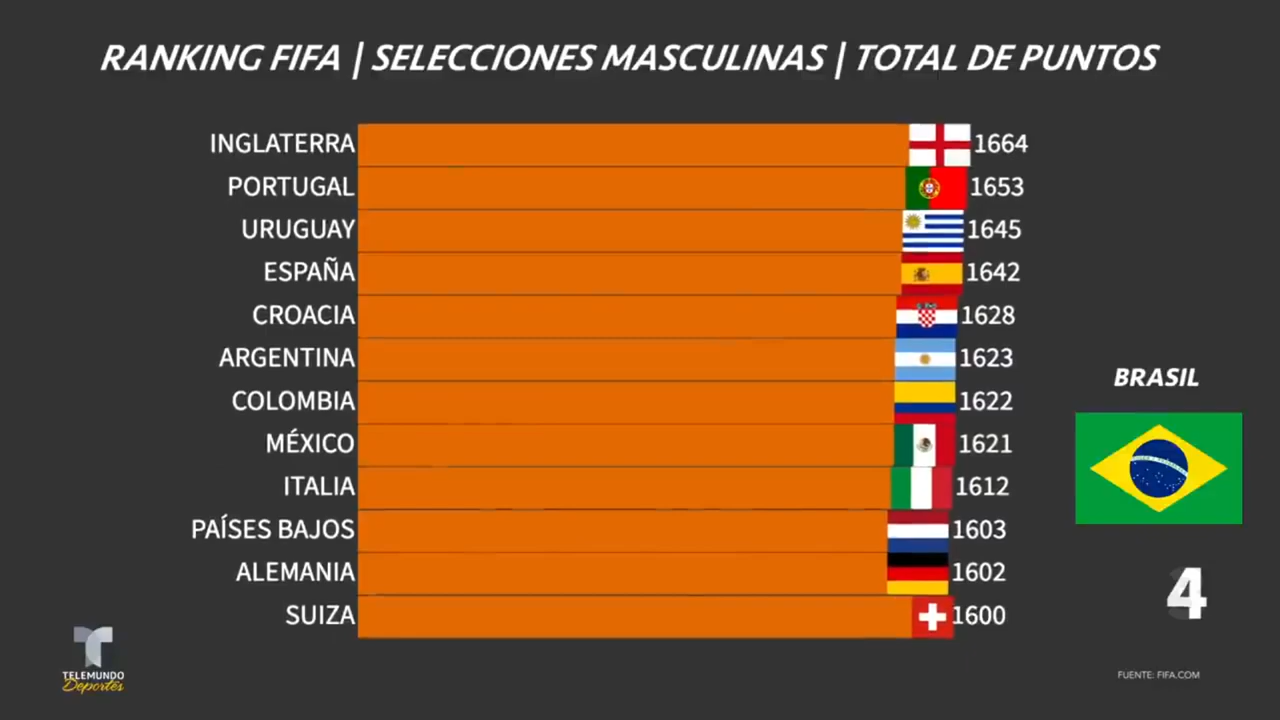 RANKING FIFA | SELECCIONES MASCULINAS | TOTAL DE PUNTOS
INGLATERRA 1664
PORTUGAL 1653
URUGUAY 1645
ESPAÑA 1642
CROACIA 1628
ARGENTINA 1623
COLOMBIA 1622
MÉXICO 1621
ITALIA 1612
PAÍSES BAJOS 1603
ALEMANIA 1602
SUIZA 1600
BRASIL
4
TELEMUNDO
Deportes
FUENTE: FIFA.COM